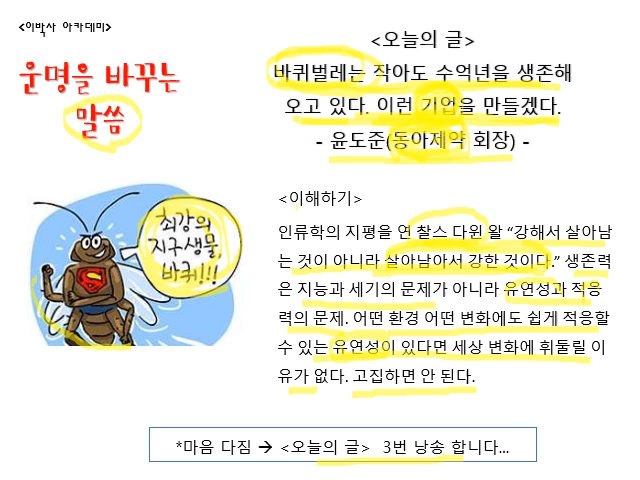 <이박사 아카데미>
운명을 바꾸는
말씀
<오늘의 글>
바퀴벌레는 작아도 수억년을 생존해
오고 있다. 이런 기업을 만들겠다.
- 윤도준(동아제약 회장) -
최강의
지구생물,
바퀴!!!
S
<이해하기>
인류학의 지평을 연 찰스 다윈 왈 “강해서 살아남
는 것이 아니라 살아남아서 강한 것이다.” 생존력
은 지능과 세기의 문제가 아니라 유연성과 적응
력의 문제. 어떤 환경 어떤 변화에도 쉽게 적응할
수 있는 유연성이 있다면 세상 변화에 휘둘릴 이
유가 없다. 고집하면 안 된다.
*마음 다짐 → <오늘의 글> 3번 낭송 합니다...